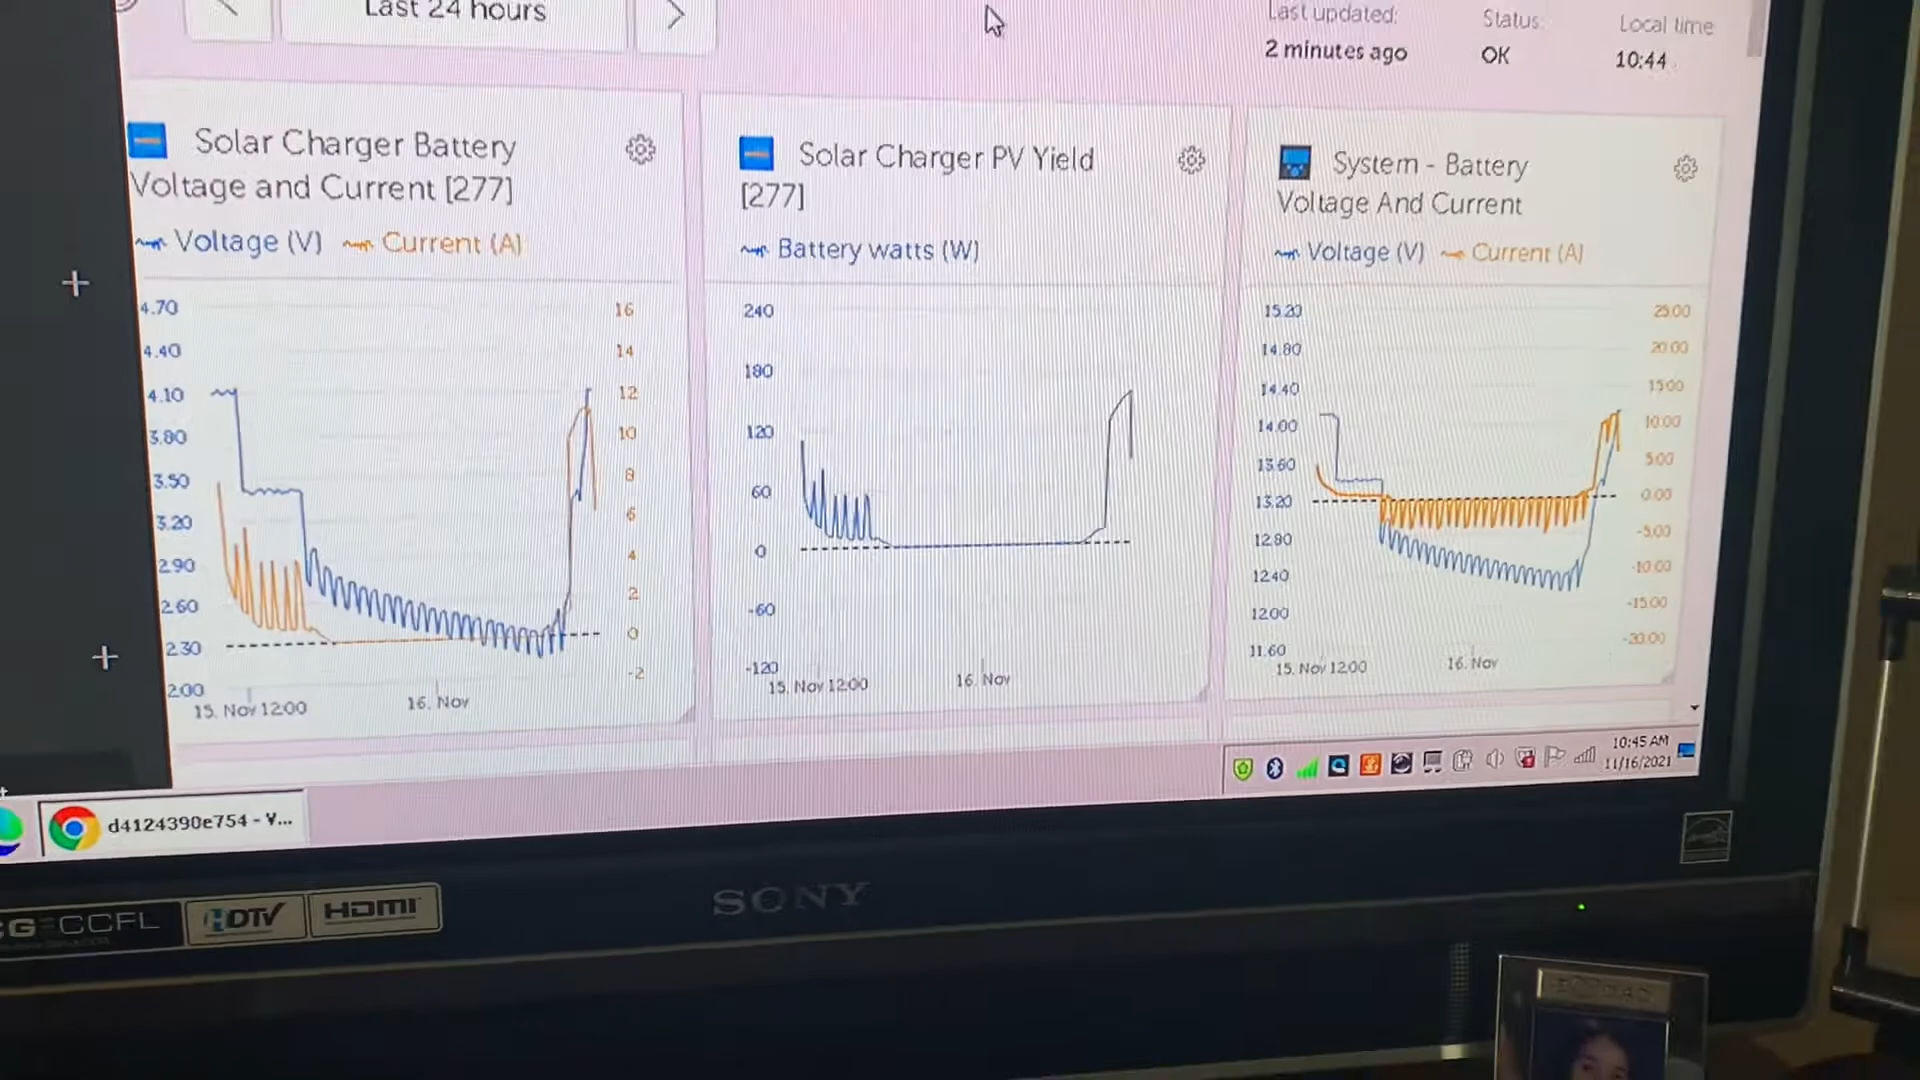 Last 24 hours
Last updated:
2 minutes ago
Status:
OK
Local time
10:44
Solar Charger Battery
Voltage and Current [277]
Voltage (V) Current (A)
4.70
4.40
4.10
3.80
3.50
3.20
2.90
2.60
2.30
2.00
16
14
12
10
8
6
4
2
0
-2
15. Nov 12:00
16. Nov
Solar Charger PV Yield
[277]
Battery watts (W)
240
180
120
60
0
-60
-120
15. Nov 12:00
16. Nov
System - Battery
Voltage And Current
Voltage (V) Current (A)
15.20
14.80
14.40
14.00
13.60
13.20
12.80
12.40
12.00
11.60
25.00
20.00
15.00
10.00
5.00
0.00
-5.00
-10.00
-15.00
-20.00
15. Nov 12:00
16. Nov
10:45 AM
11/16/2021
d4124390e754 - V...
CG-CCFL
HDTV
HDMI
SONY